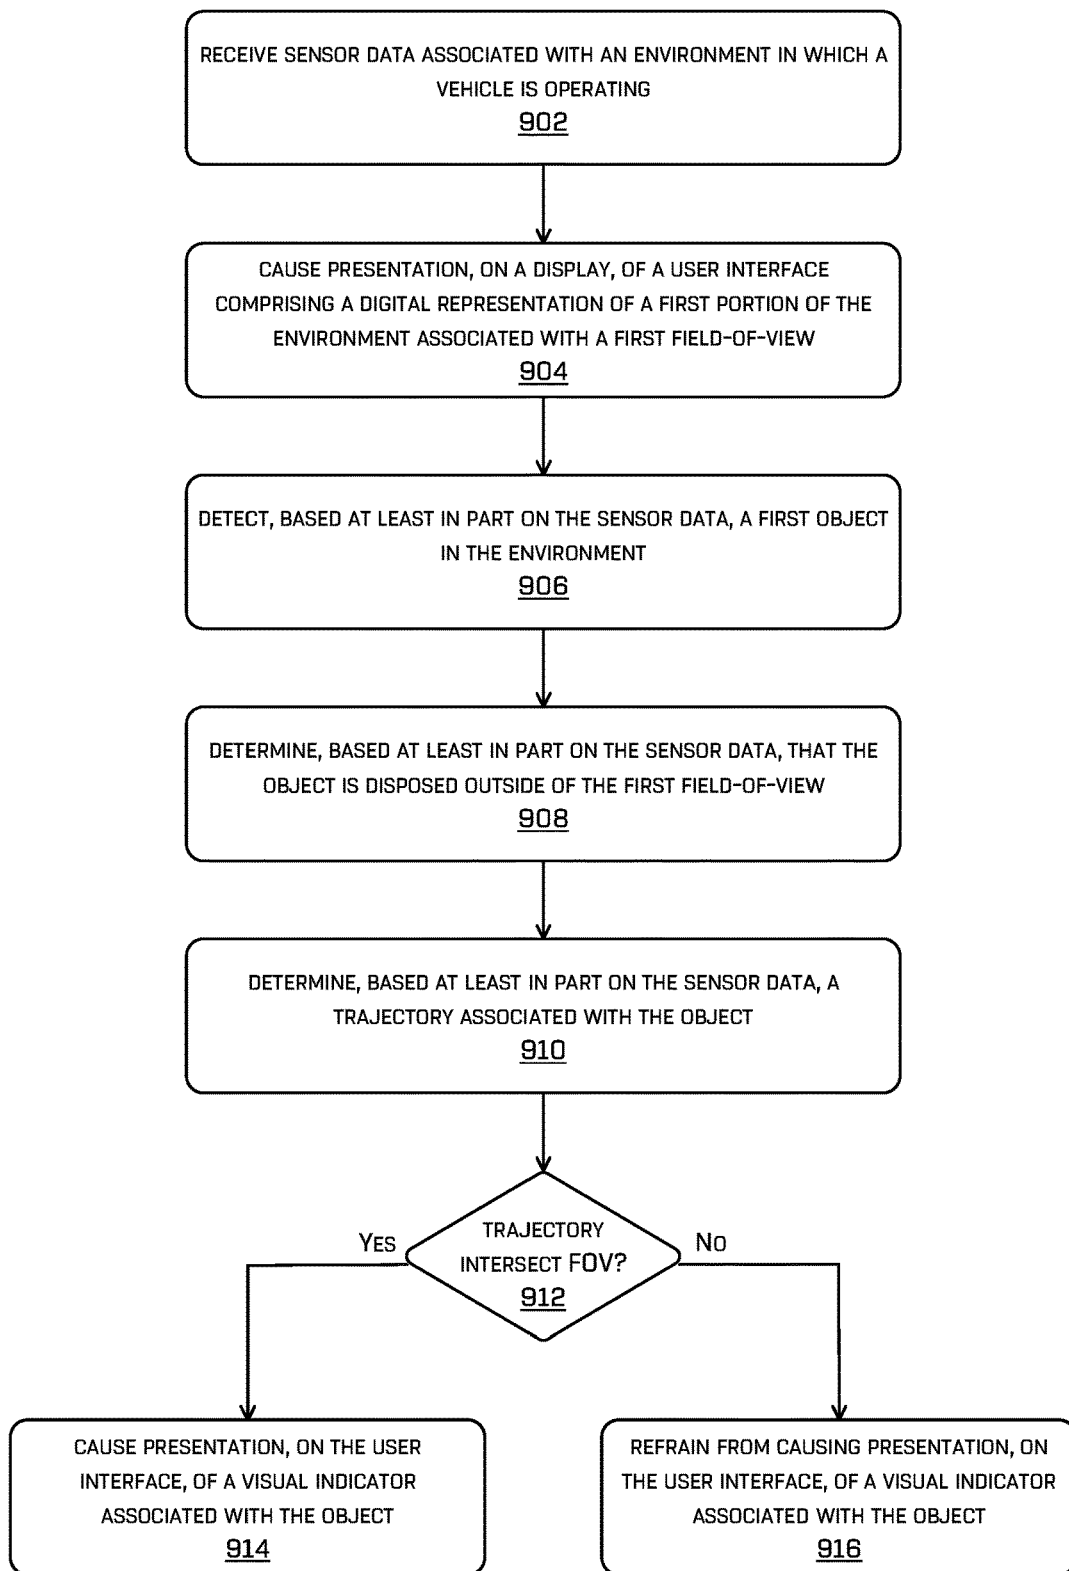 RECEIVE SENSOR DATA ASSOCIATED WITH AN ENVIRONMENT IN WHICH A
VEHICLE IS OPERATING
902
CAUSE PRESENTATION, ON A DISPLAY, OF A USER INTERFACE
COMPRISING A DIGITAL REPRESENTATION OF A FIRST PORTION OF THE
ENVIRONMENT ASSOCIATED WITH A FIRST FIELD-OF-VIEW
904
DETECT, BASED AT LEAST IN PART ON THE SENSOR DATA, A FIRST OBJECT
IN THE ENVIRONMENT
906
DETERMINE, BASED AT LEAST IN PART ON THE SENSOR DATA, THAT THE
OBJECT IS DISPOSED OUTSIDE OF THE FIRST FIELD-OF-VIEW
908
DETERMINE, BASED AT LEAST IN PART ON THE SENSOR DATA, A
TRAJECTORY ASSOCIATED WITH THE OBJECT
910
TRAJECTORY
INTERSECT FOV?
912
YES
NO
CAUSE PRESENTATION, ON THE USER
INTERFACE, OF A VISUAL INDICATOR
ASSOCIATED WITH THE OBJECT
914
REFRAIN FROM CAUSING PRESENTATION, ON
THE USER INTERFACE, OF A VISUAL INDICATOR
ASSOCIATED WITH THE OBJECT
916